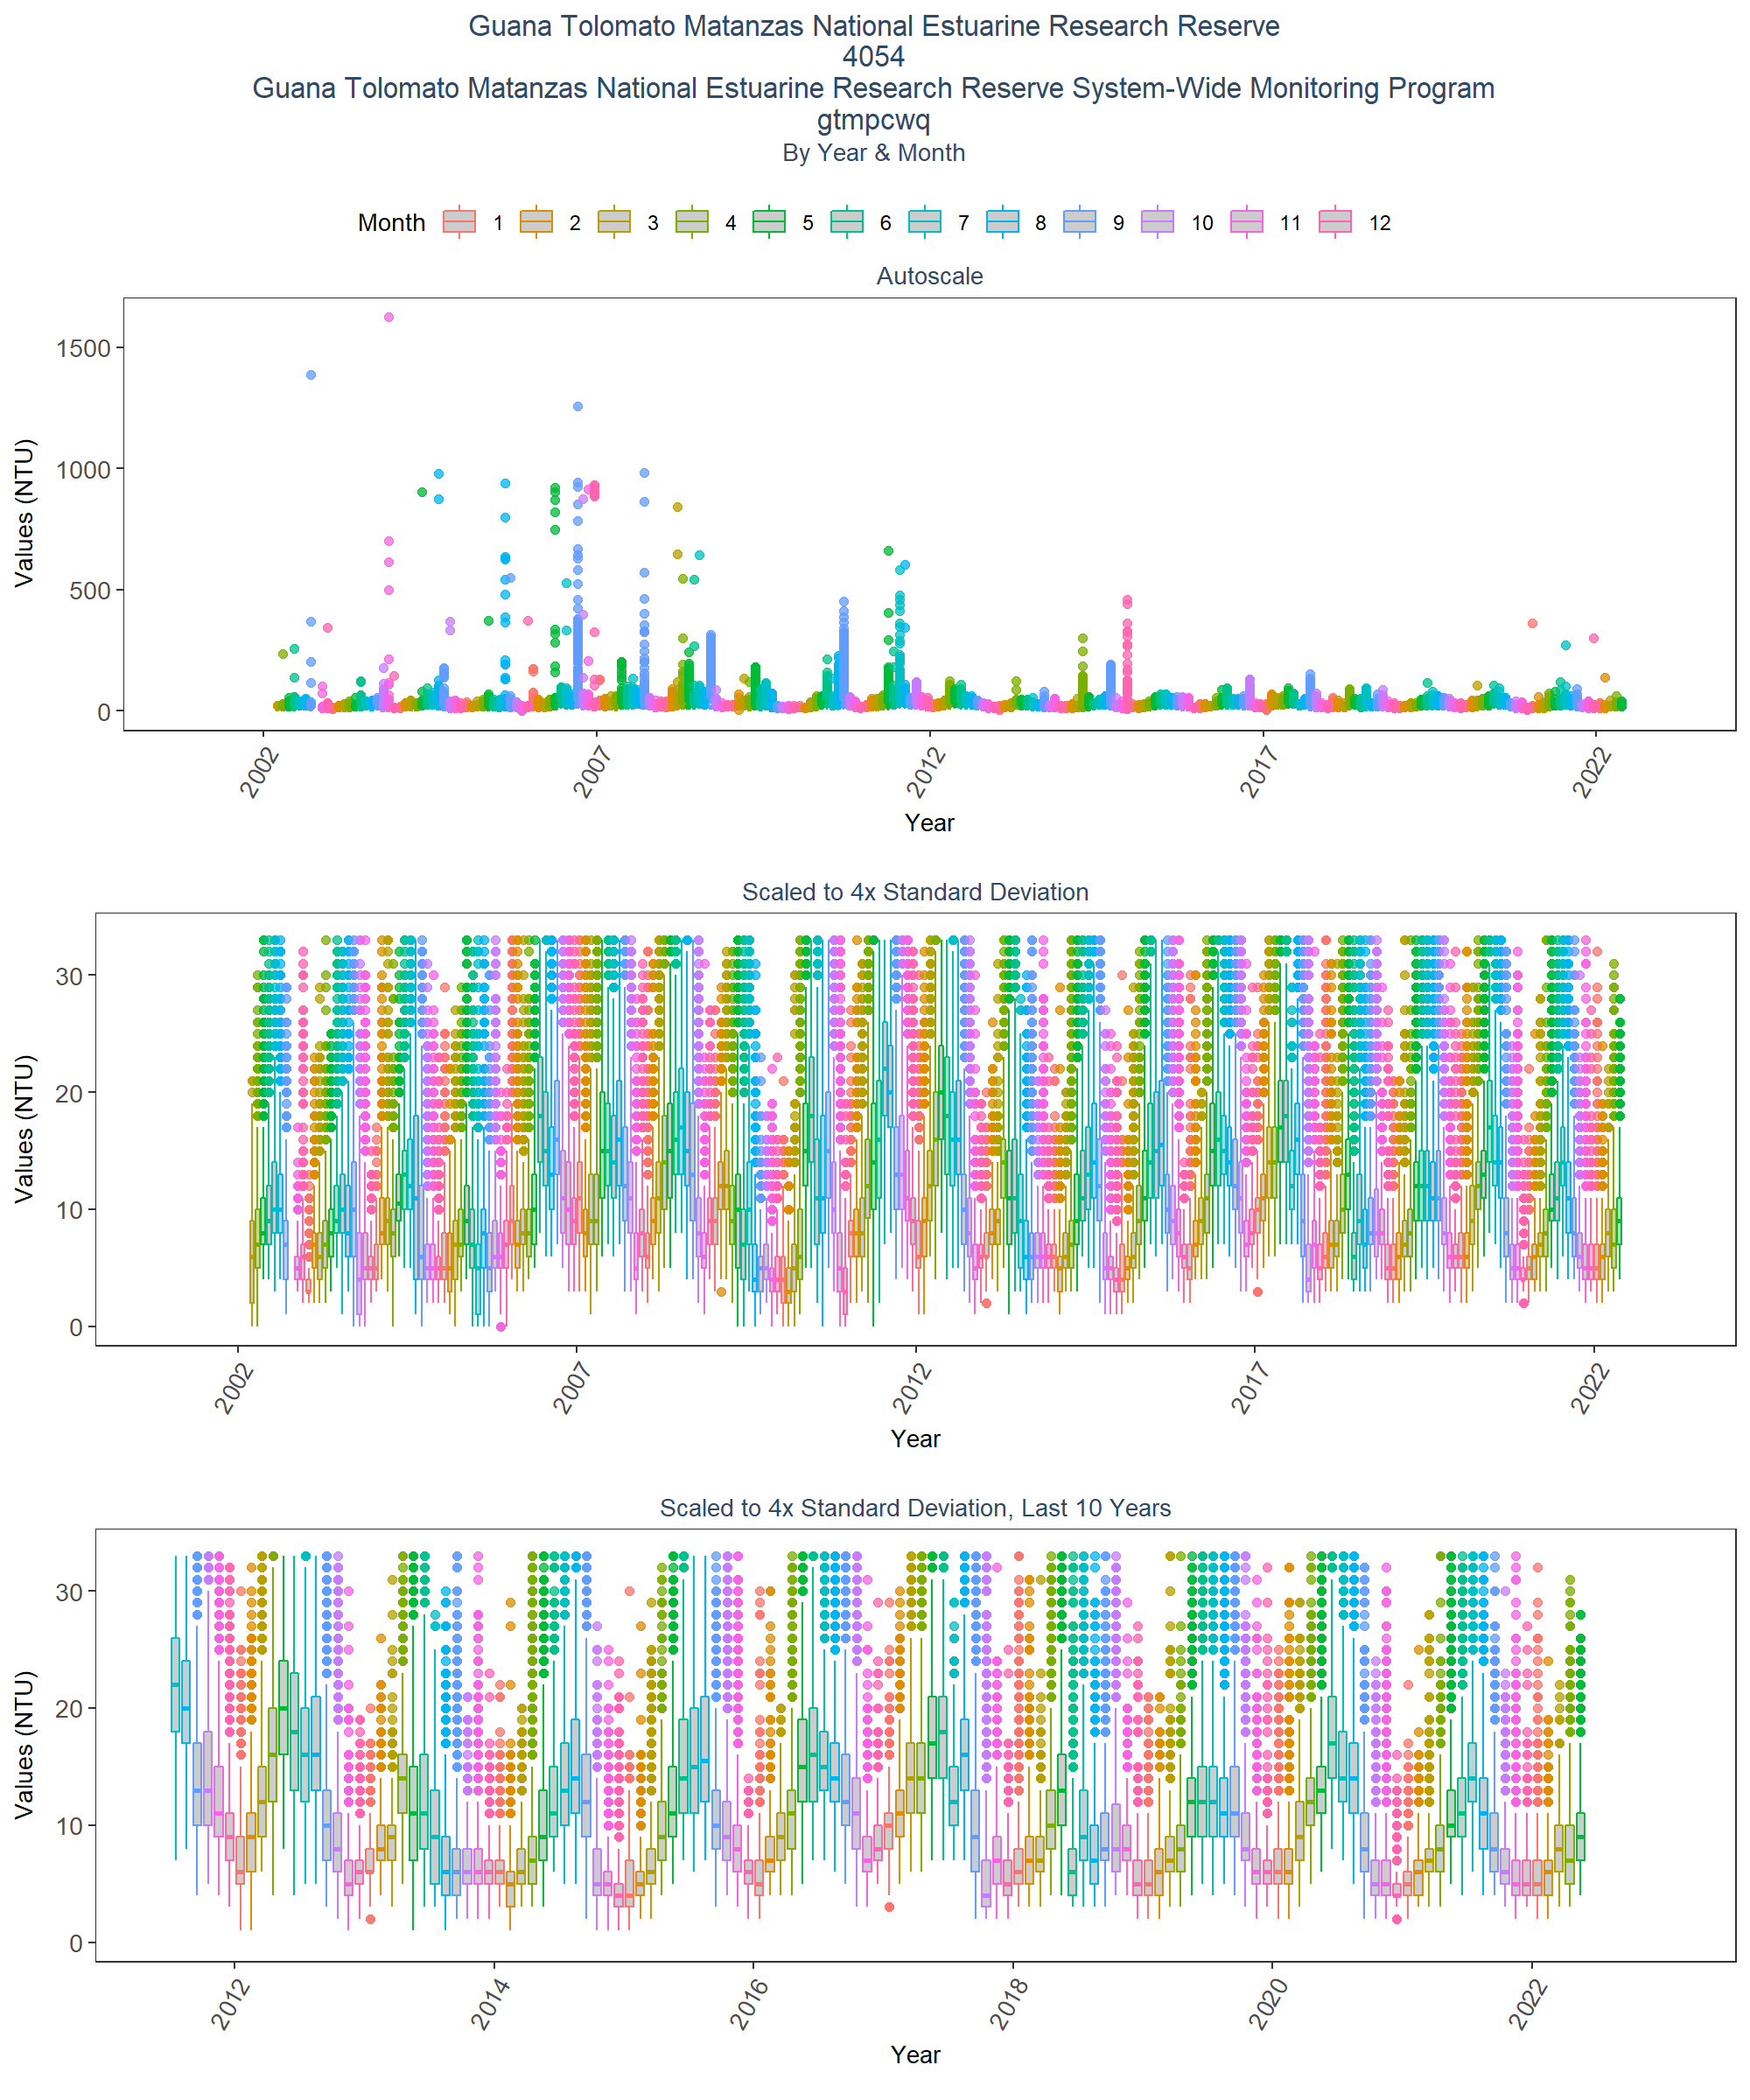 Guana Tolomato Matanzas National Estuarine Research Reserve
4054
Guana Tolomato Matanzas National Estuarine Research Reserve System-Wide Monitoring Program
gtmpcwq
By Year & Month
Month 1 2 3 4 5 6 7 8 9 10 11 12
Autoscale
Values (NTU)
1500
1000
500
0
2002 2007 2012 2017 2022
Year
Scaled to 4x Standard Deviation
Values (NTU)
30
20
10
0
2002 2007 2012 2017 2022
Year
Scaled to 4x Standard Deviation, Last 10 Years
Values (NTU)
30
20
10
0
2012 2014 2016 2018 2020 2022
Year